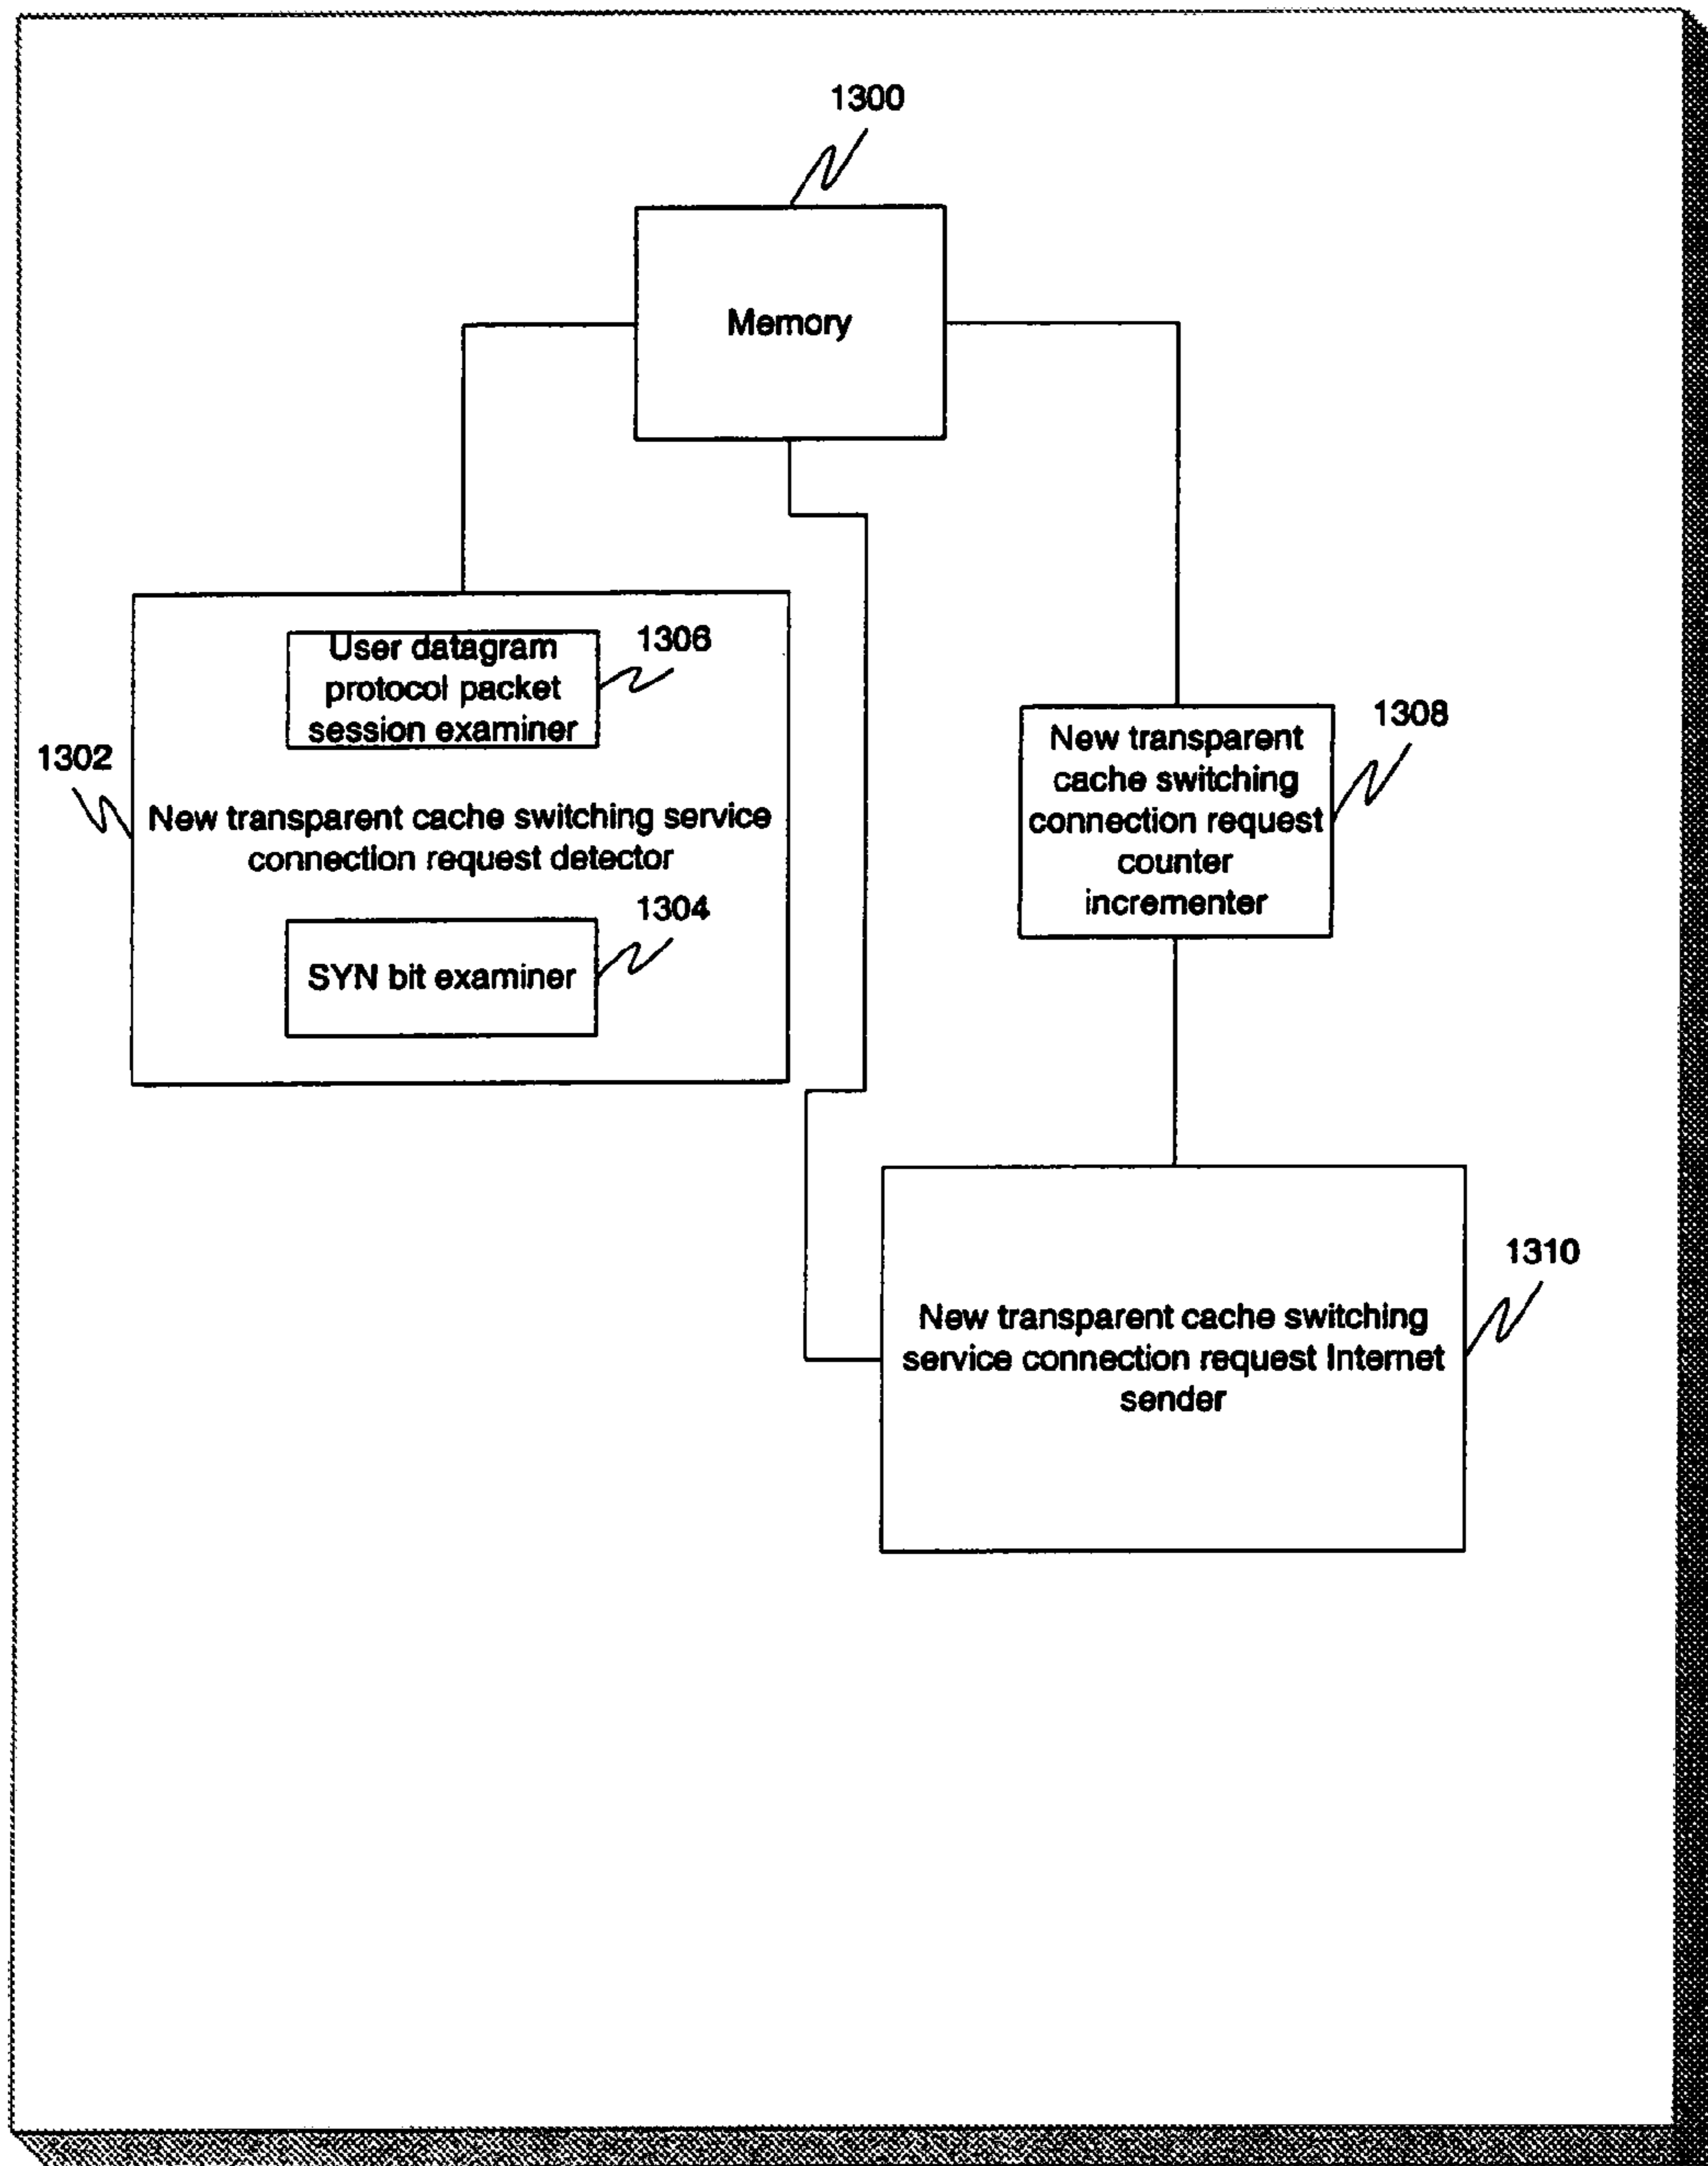 1300
Memory
User datagram
protocol packet
session examiner
1306
1302
New transparent cache switching service
connection request detector
1304
SYN bit examiner
New transparent
cache switching
connection request
counter
incrementer
1308
New transparent cache switching
service connection request Internet
sender
1310